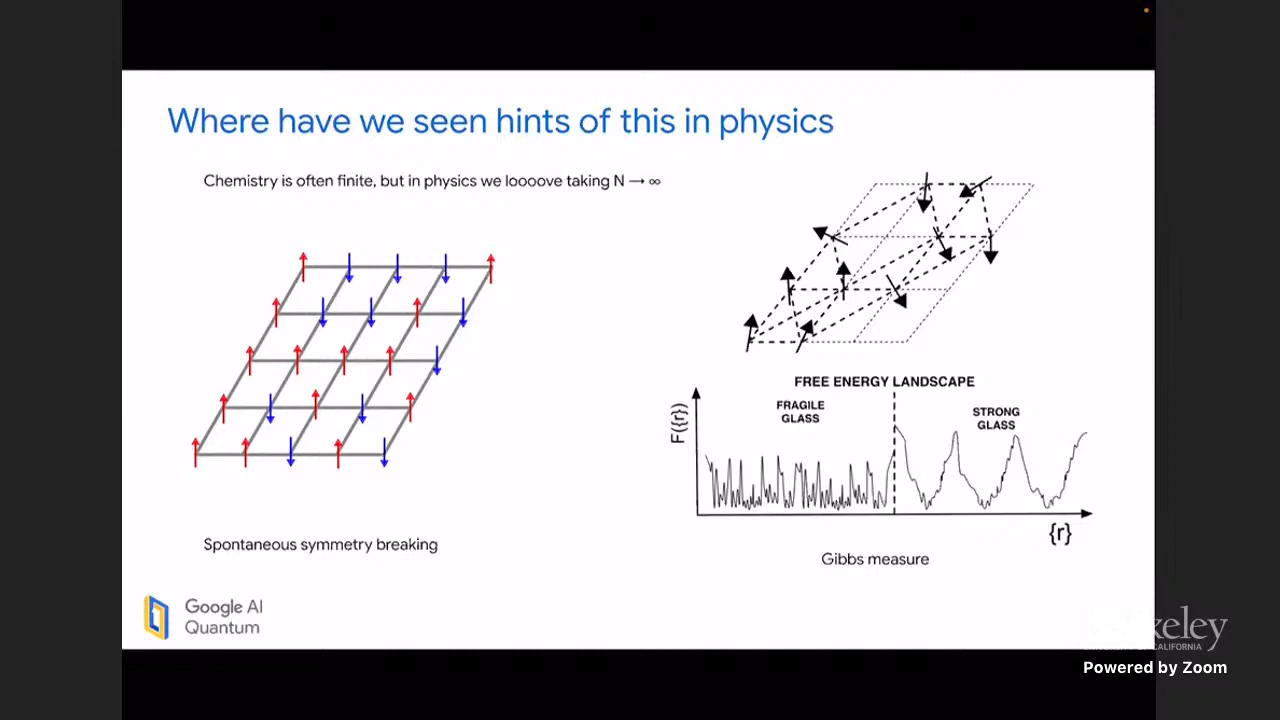 Where have we seen hints of this in physics
Chemistry is often finite, but in physics we loooove taking N → ∞
FREE ENERGY LANDSCAPE
FRAGILE
GLASS
STRONG
GLASS
F({r})
{r}
Spontaneous symmetry breaking
Gibbs measure
Google AI
Quantum
Berkeley
UNIVERSITY OF CALIFORNIA
Powered by Zoom